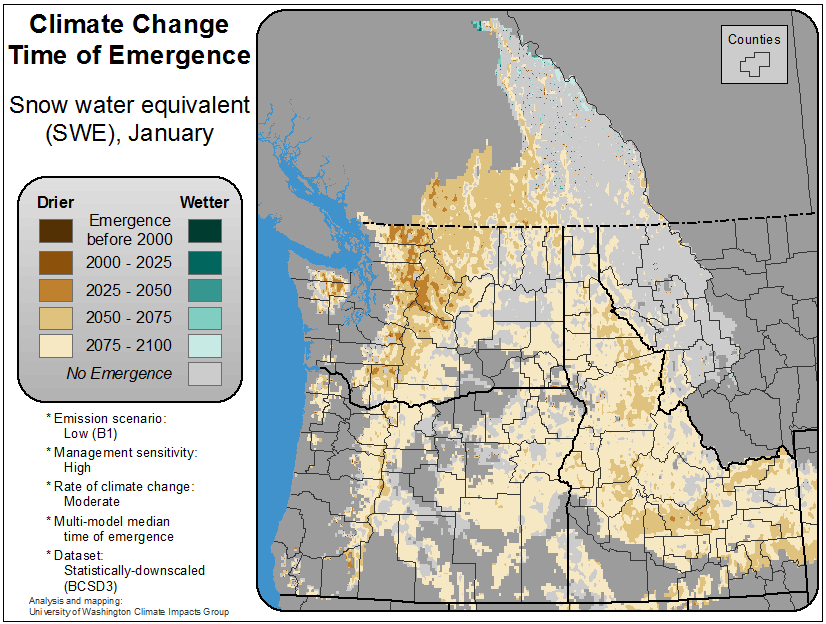 Climate Change
Time of Emergence
Snow water equivalent
(SWE), January
Drier
Wetter
Emergence
before 2000
2000 - 2025
2025 - 2050
2050 - 2075
2075 - 2100
No Emergence
* Emission scenario:
Low (B1)
* Management sensitivity:
High
* Rate of climate change:
Moderate
* Multi-model median
time of emergence
* Dataset:
Statistically-downscaled
(BCSD3)
Analysis and mapping:
University of Washington Climate Impacts Group
Counties